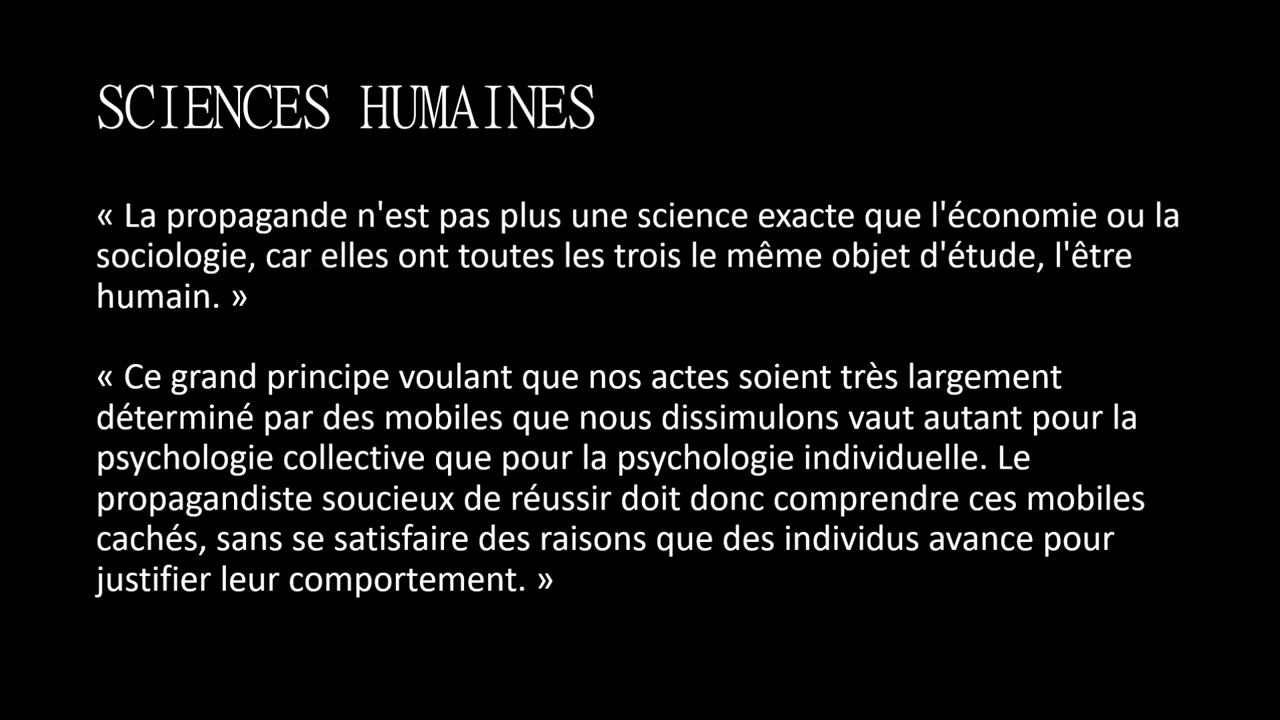 SCIENCES HUMAINES
« La propagande n'est pas plus une science exacte que l'économie ou la
sociologie, car elles ont toutes les trois le même objet d'étude, l'être
humain. »
« Ce grand principe voulant que nos actes soient très largement
déterminé par des mobiles que nous dissimulons vaut autant pour la
psychologie collective que pour la psychologie individuelle. Le
propagandiste soucieux de réussir doit donc comprendre ces mobiles
cachés, sans se satisfaire des raisons que des individus avance pour
justifier leur comportement. »